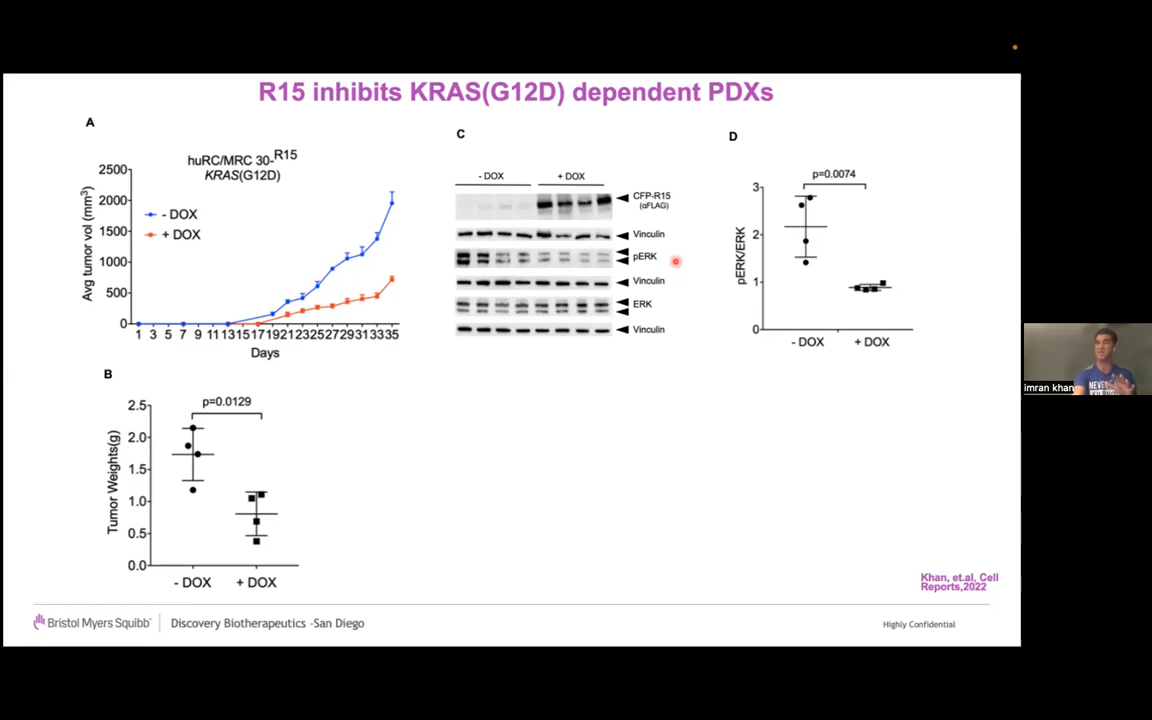 R15 inhibits KRAS(G12D) dependent PDXs
A
huRC/MRC 30-R15
KRAS(G12D)
Avg tumor vol (mm3)
2500
2000
1500
1000
500
0
- DOX
+ DOX
1 3 5 7 9 11 13 15 17 19 21 23 25 27 29 31 33 35
Days
B
p=0.0129
Tumor Weights(g)
2.5
2.0
1.5
1.0
0.5
0.0
- DOX + DOX
C
- DOX + DOX
CFP-R15
(αFLAG)
Vinculin
pERK
Vinculin
ERK
Vinculin
D
p=0.0074
pERK/ERK
3
2
1
0
- DOX + DOX
imran khan
NEVER
Khan, et.al, Cell
Reports,2022
Bristol Myers Squibb™ Discovery Biotherapeutics -San Diego
Highly Confidential